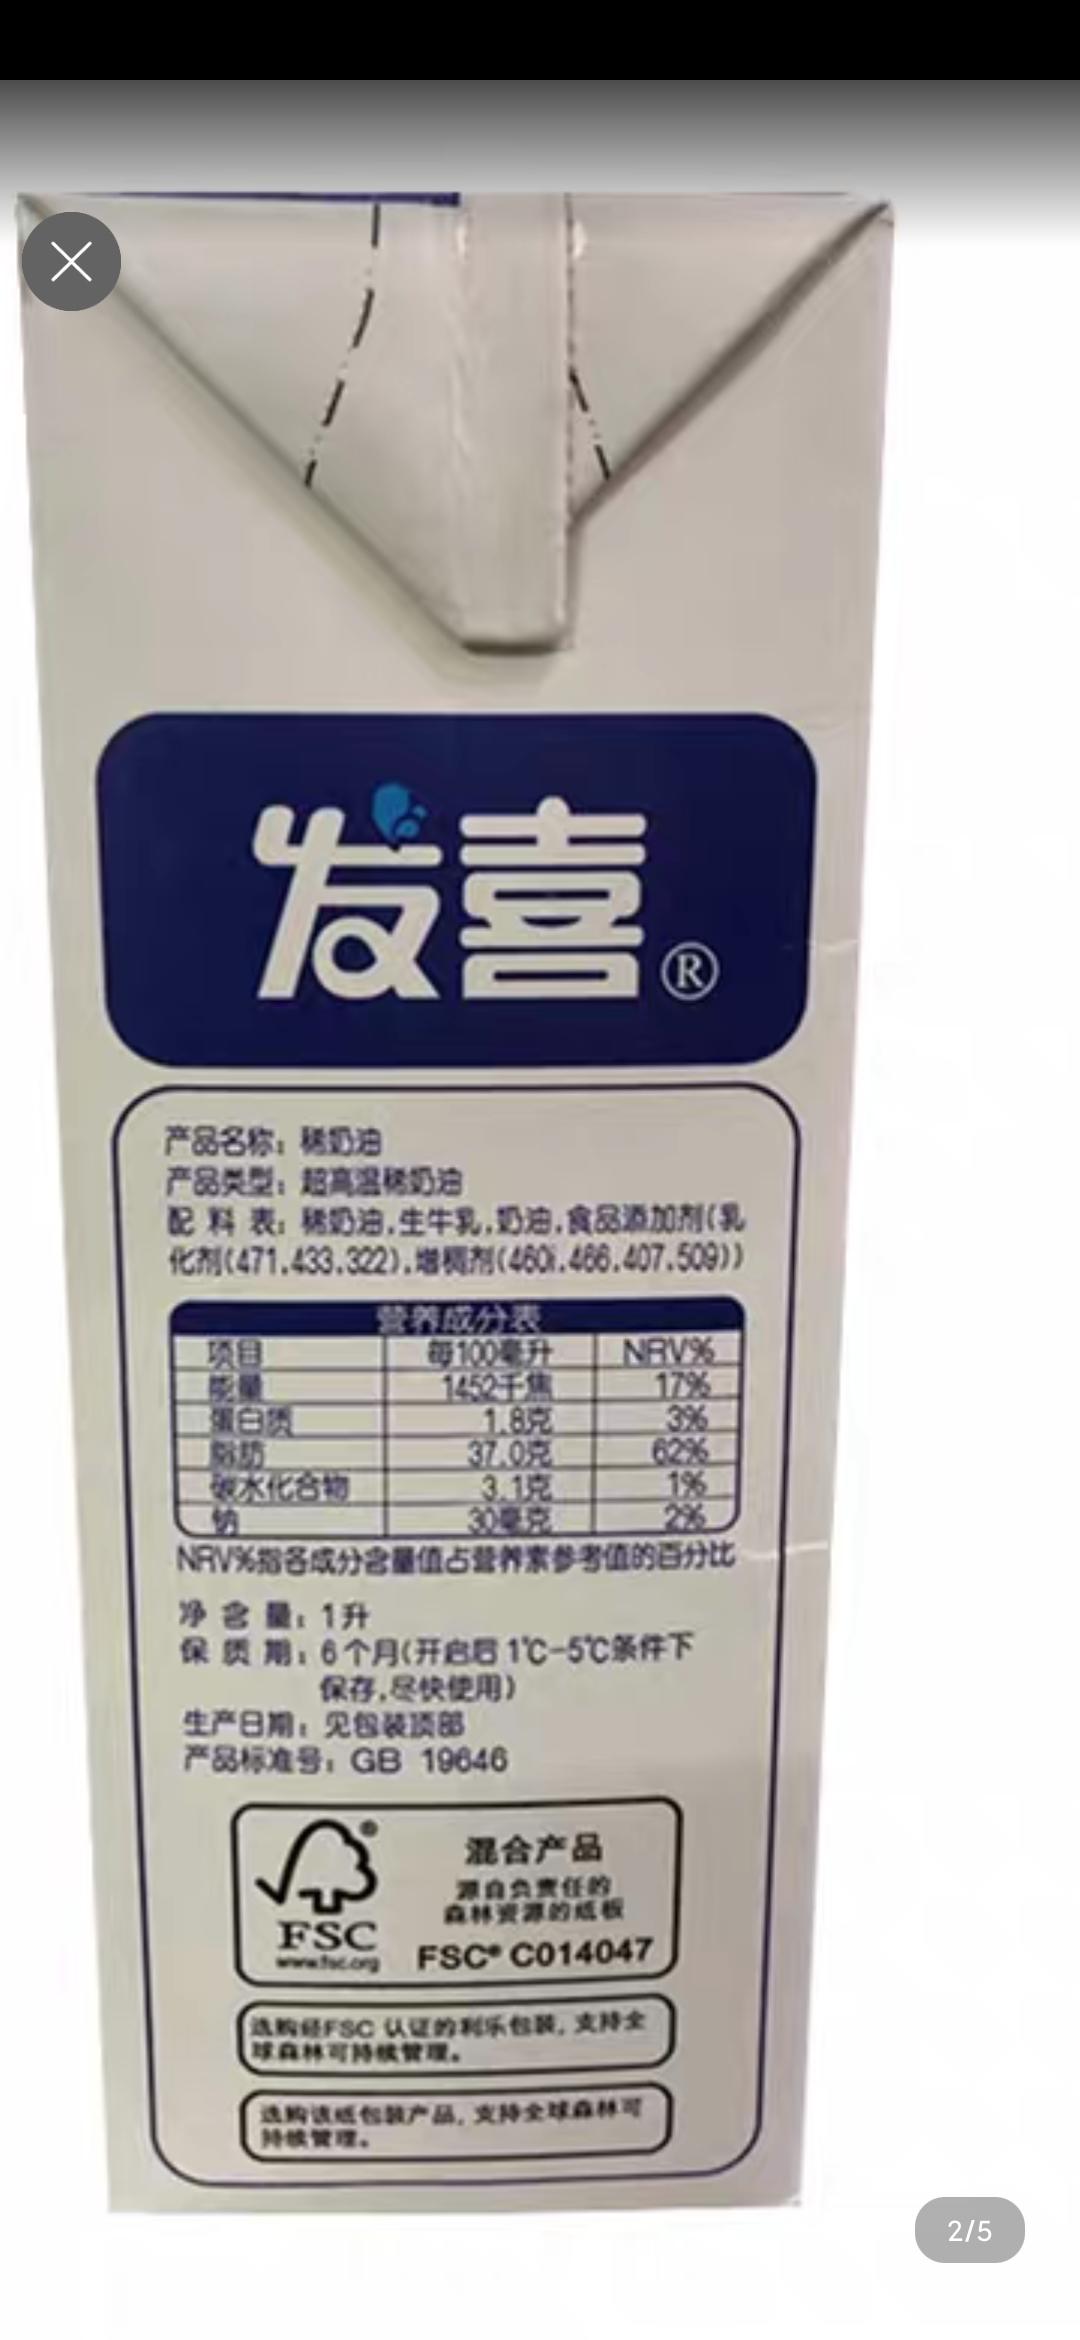 发喜®
产品名称：稀奶油
产品类型：超高温稀奶油
配 料 表：稀奶油,生牛乳,奶油,食品添加剂(乳
化剂(471,433,322),增稠剂(460i,466,407,509))
营养成分表
项目 每100毫升 NRV%
能量 1452千焦 17%
蛋白质 1.8克 3%
脂肪 37.0克 62%
碳水化合物 3.1克 1%
钠 30毫克 2%
NRV%指各成分含量值占营养素参考值的百分比
净 含 量：1升
保 质 期：6个月(开启后 1℃-5℃条件下
保存,尽快使用)
生产日期：见包装顶部
产品标准号：GB 19646
FSC
www.fsc.org
混合产品
源自负责任的
森林资源的纸板
FSC® C014047
选购经FSC 认证的利乐包装, 支持全
球森林可持续管理。
选购该纸包装产品, 支持全球森林可
持续管理。
2/5